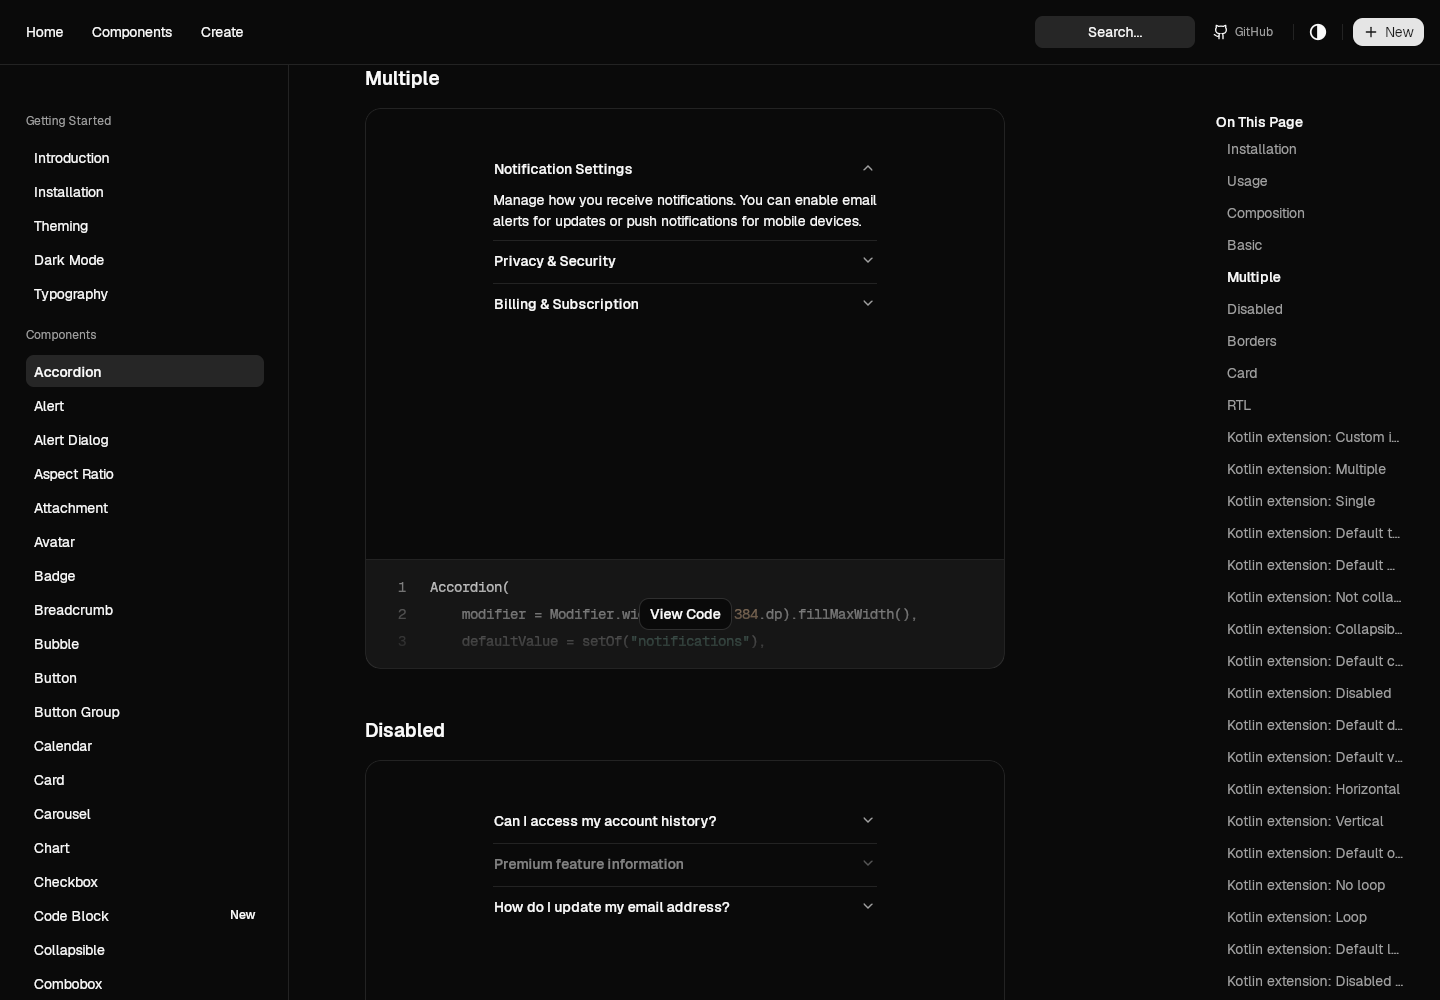 Home
Components
Create
Search...
GitHub
New
Getting Started
Introduction
Installation
Theming
Dark Mode
Typography
Components
Accordion
Alert
Alert Dialog
Aspect Ratio
Attachment
Avatar
Badge
Breadcrumb
Bubble
Button
Button Group
Calendar
Card
Carousel
Chart
Checkbox
Code Block New
Collapsible
Combobox
Multiple
Notification Settings
Manage how you receive notifications. You can enable email
alerts for updates or push notifications for mobile devices.
Privacy & Security
Billing & Subscription
1 Accordion(
2 modifier = Modifier.wi
View Code
384.dp).fillMaxWidth(),
3 defaultValue = setOf("notifications"),
Disabled
Can I access my account history?
Premium feature information
How do I update my email address?
On This Page
Installation
Usage
Composition
Basic
Multiple
Disabled
Borders
Card
RTL
Kotlin extension: Custom i...
Kotlin extension: Multiple
Kotlin extension: Single
Kotlin extension: Default t...
Kotlin extension: Default ...
Kotlin extension: Not colla...
Kotlin extension: Collapsib...
Kotlin extension: Default c...
Kotlin extension: Disabled
Kotlin extension: Default d...
Kotlin extension: Default v...
Kotlin extension: Horizontal
Kotlin extension: Vertical
Kotlin extension: Default o...
Kotlin extension: No loop
Kotlin extension: Loop
Kotlin extension: Default l...
Kotlin extension: Disabled ...